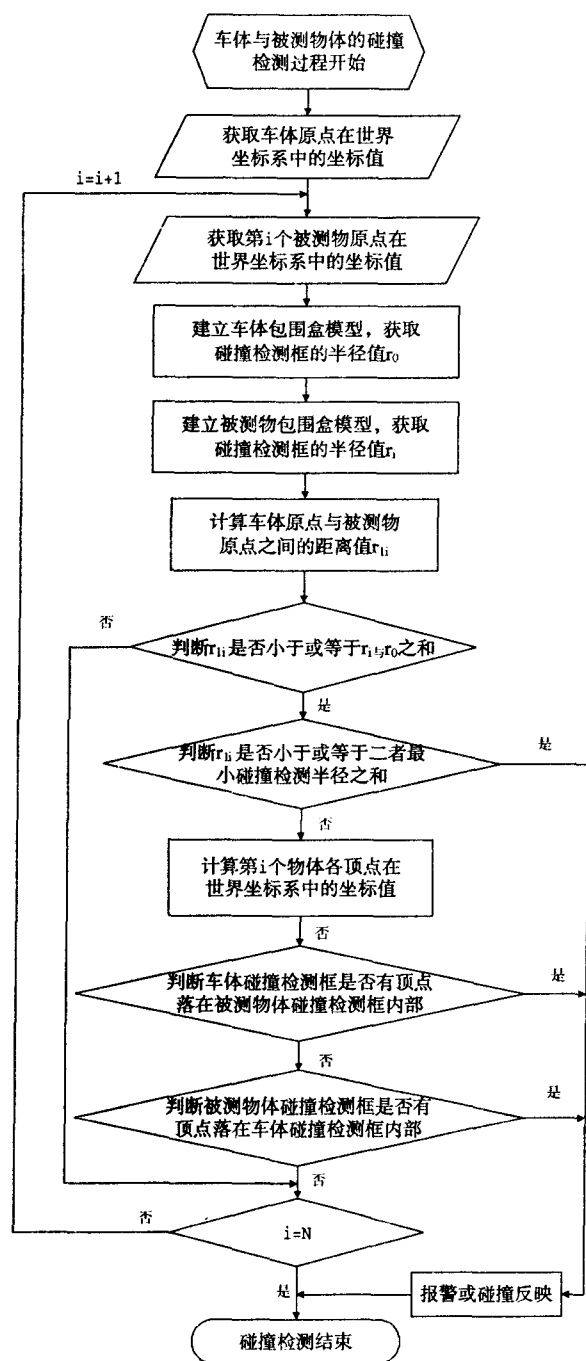 车体与被测物体的碰撞
检测过程开始
获取车体原点在世界
坐标系中的坐标值
i=i+1
获取第i个被测物原点在
世界坐标系中的坐标值
建立车体包围盒模型，获取
碰撞检测框的半径值r₀
建立被测物包围盒模型，获取
碰撞检测框的半径值rᵢ
计算车体原点与被测物
原点之间的距离值r₁ᵢ
否
判断r₁ᵢ是否小于或等于rᵢ与r₀之和
是
判断r₁ᵢ是否小于或等于二者最
小碰撞检测半径之和
是
否
计算第i个物体各顶点在
世界坐标系中的坐标值
否
判断车体碰撞检测框是否有顶点
落在被测物体碰撞检测框内部
是
否
判断被测物体碰撞检测框是否有
顶点落在车体碰撞检测框内部
是
否
否
i=N
是
报警或碰撞反映
碰撞检测结束